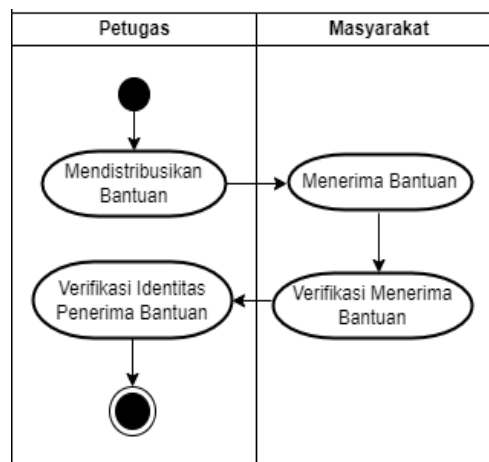 Petugas
Masyarakat
Mendistribusikan
Bantuan
Menerima Bantuan
Verifikasi Menerima
Bantuan
Verifikasi Identitas
Penerima Bantuan